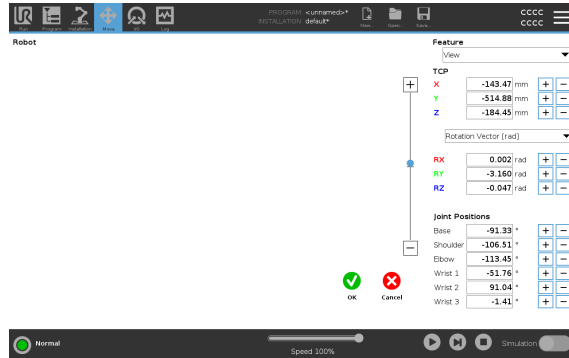 UR
PROGRAM <unnamed>*
INSTALLATION default*
CCCC
CCCC
Run Program Installation Move I/O Log New... Open... Save...
Robot
Feature
View
TCP
X -143.47 mm + −
Y -514.88 mm + −
Z -184.45 mm + −
Rotation Vector [rad]
RX 0.002 rad + −
RY -3.160 rad + −
RZ -0.047 rad + −
Joint Positions
Base -91.33 ° + −
Shoulder -106.51 ° + −
Elbow -113.45 ° + −
Wrist 1 -51.76 ° + −
Wrist 2 91.04 ° + −
Wrist 3 -1.41 ° + −
+
−
OK Cancel
Normal
Speed 100%
Simulation